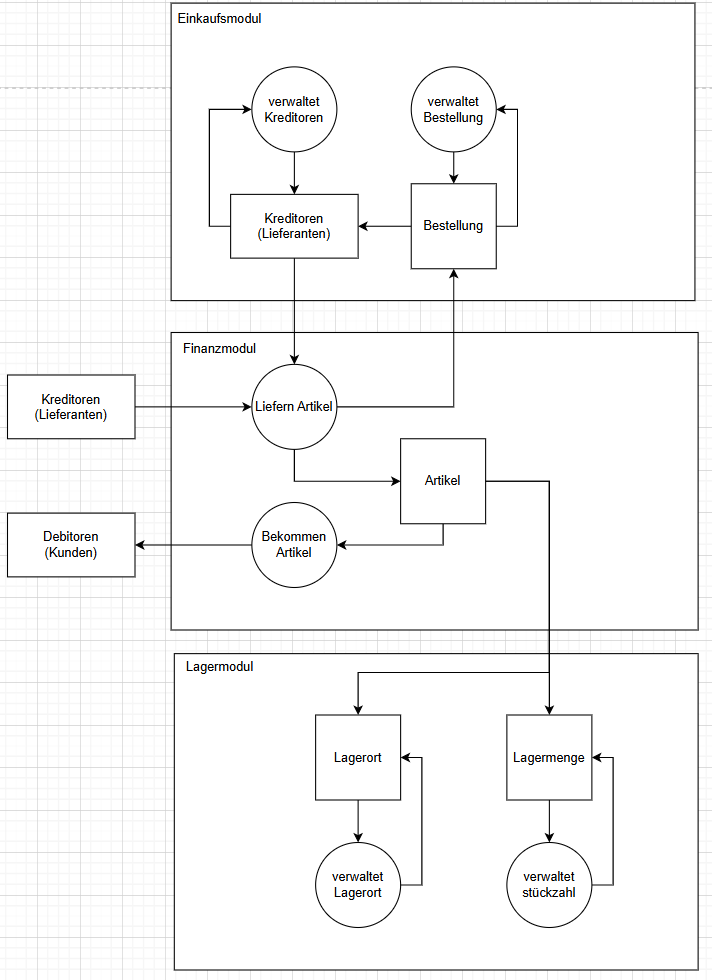 Einkaufsmodul
verwaltet
Kreditoren
verwaltet
Bestellung
Kreditoren
(Lieferanten)
Bestellung
Finanzmodul
Kreditoren
(Lieferanten)
Liefern Artikel
Artikel
Debitoren
(Kunden)
Bekommen
Artikel
Lagermodul
Lagerort
Lagermenge
verwaltet
Lagerort
verwaltet
stückzahl